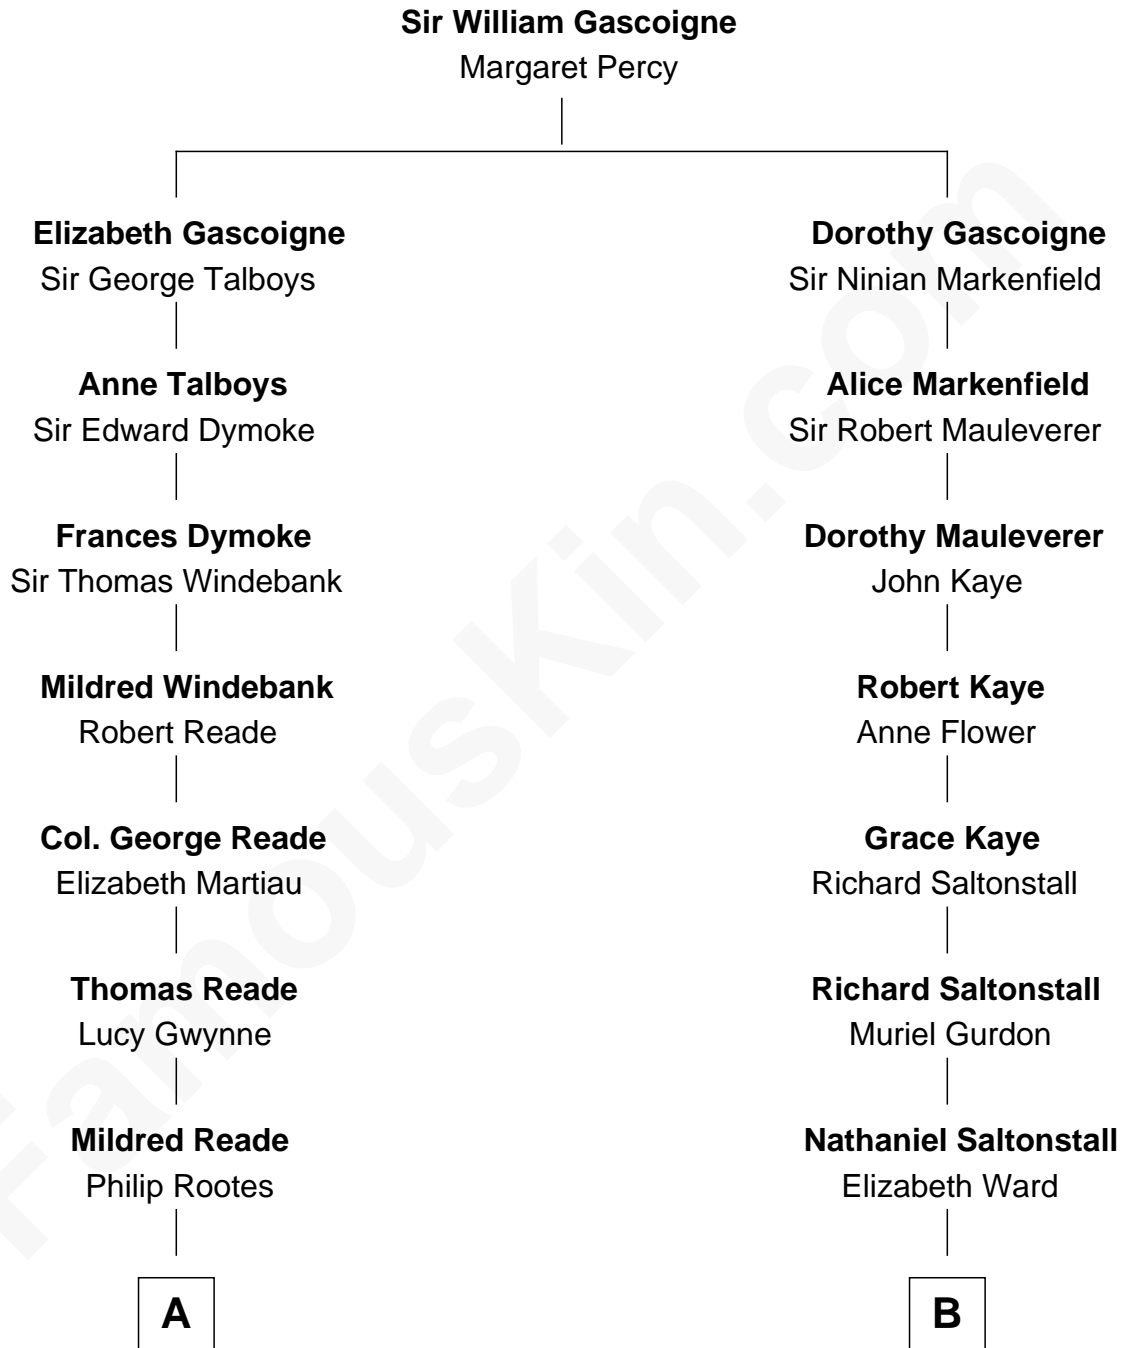 Sir William Gascoigne
Margaret Percy
Elizabeth Gascoigne
Sir George Talboys
Anne Talboys
Sir Edward Dymoke
Frances Dymoke
Sir Thomas Windebank
Mildred Windebank
Robert Reade
Col. George Reade
Elizabeth Martiau
Thomas Reade
Lucy Gwynne
Mildred Reade
Philip Rootes
A
Dorothy Gascoigne
Sir Ninian Markenfield
Alice Markenfield
Sir Robert Mauleverer
Dorothy Mauleverer
John Kaye
Robert Kaye
Anne Flower
Grace Kaye
Richard Saltonstall
Richard Saltonstall
Muriel Gurdon
Nathaniel Saltonstall
Elizabeth Ward
B
FamousKin.com